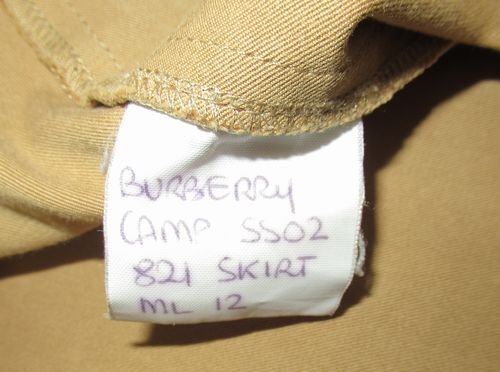 BURBERRY
CAMP SS02
821 SKIRT
ML 12